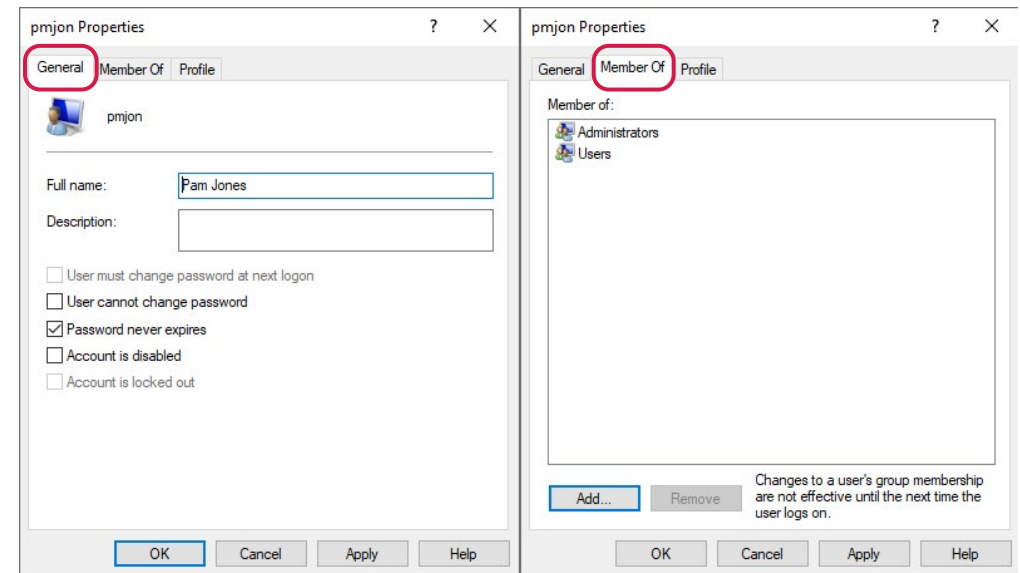 pmjon Properties ? ✕
General Member Of Profile
pmjon
Full name: Pam Jones
Description:
User must change password at next logon
User cannot change password
Password never expires
Account is disabled
Account is locked out
OK Cancel Apply Help
pmjon Properties ? ✕
General Member Of Profile
Member of:
Administrators
Users
Changes to a user's group membership
are not effective until the next time the
user logs on.
Add... Remove
OK Cancel Apply Help